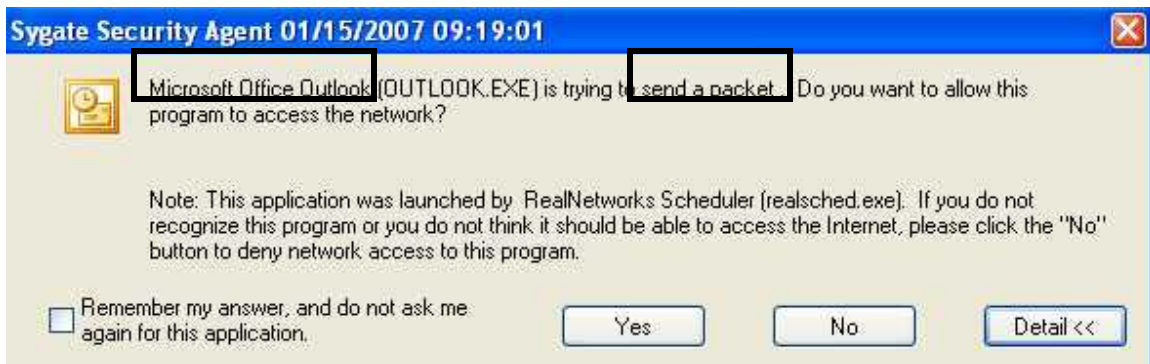 Sygate Security Agent 01/15/2007 09:19:01
Microsoft Office Outlook (OUTLOOK.EXE) is trying to send a packet . Do you want to allow this
program to access the network?
Note: This application was launched by RealNetworks Scheduler (realsched.exe). If you do not
recognize this program or you do not think it should be able to access the Internet, please click the "No"
button to deny network access to this program.
Remember my answer, and do not ask me
again for this application.
Yes
No
Detail <<